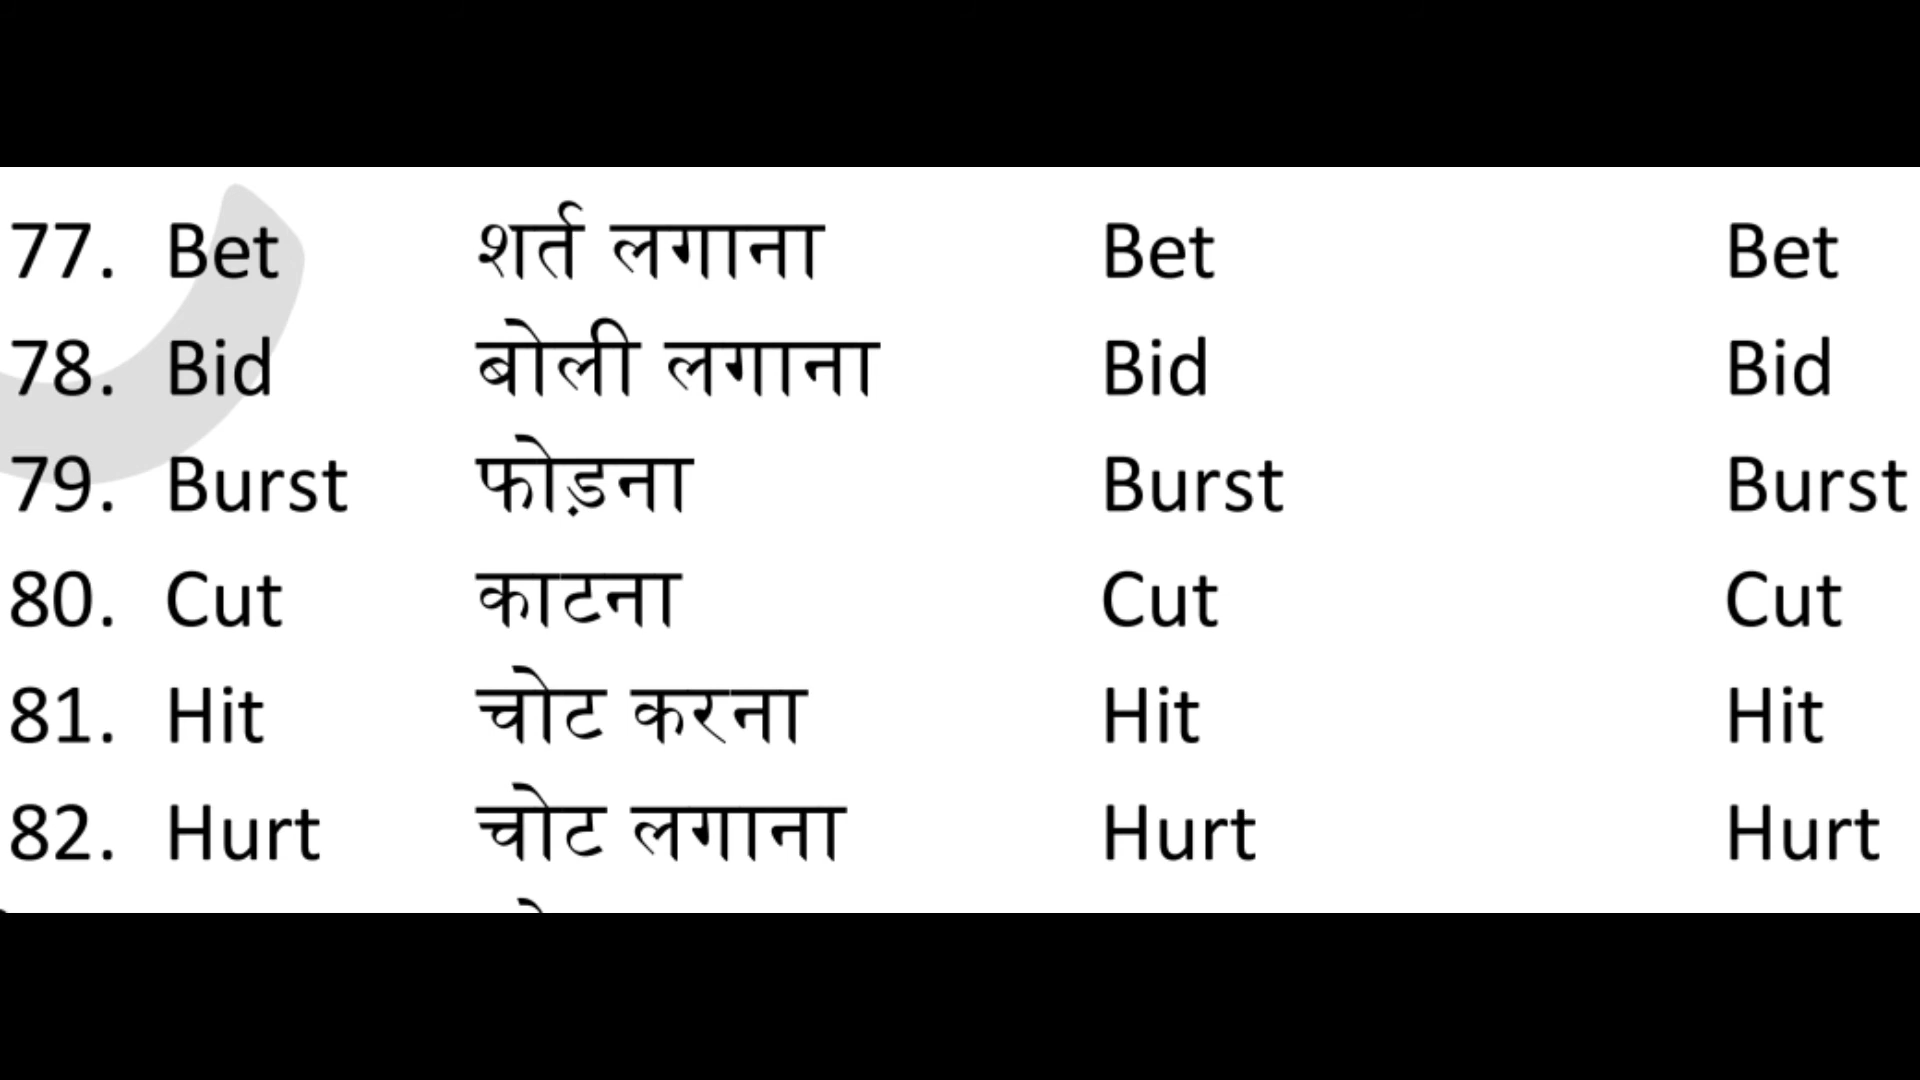 77. Bet शर्त लगाना Bet Bet
78. Bid बोली लगाना Bid Bid
79. Burst फोड़ना Burst Burst
80. Cut काटना Cut Cut
81. Hit चोट करना Hit Hit
82. Hurt चोट लगाना Hurt Hurt